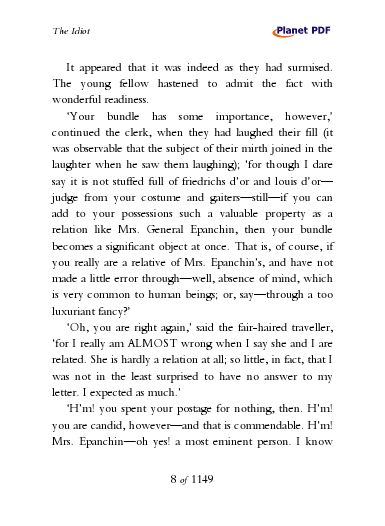 The Idiot
Planet PDF
It appeared that it was indeed as they had surmised.
The young fellow hastened to admit the fact with
wonderful readiness.
‘Your bundle has some importance, however,’
continued the clerk, when they had laughed their fill (it
was observable that the subject of their mirth joined in the
laughter when he saw them laughing); ‘for though I dare
say it is not stuffed full of friedrichs d’or and louis d’or—
judge from your costume and gaiters—still—if you can
add to your possessions such a valuable property as a
relation like Mrs. General Epanchin, then your bundle
becomes a significant object at once. That is, of course, if
you really are a relative of Mrs. Epanchin’s, and have not
made a little error through—well, absence of mind, which
is very common to human beings; or, say—through a too
luxuriant fancy?’
‘Oh, you are right again,’ said the fair-haired traveller,
‘for I really am ALMOST wrong when I say she and I are
related. She is hardly a relation at all; so little, in fact, that I
was not in the least surprised to have no answer to my
letter. I expected as much.’
‘H’m! you spent your postage for nothing, then. H’m!
you are candid, however—and that is commendable. H’m!
Mrs. Epanchin—oh yes! a most eminent person. I know
8 of 1149